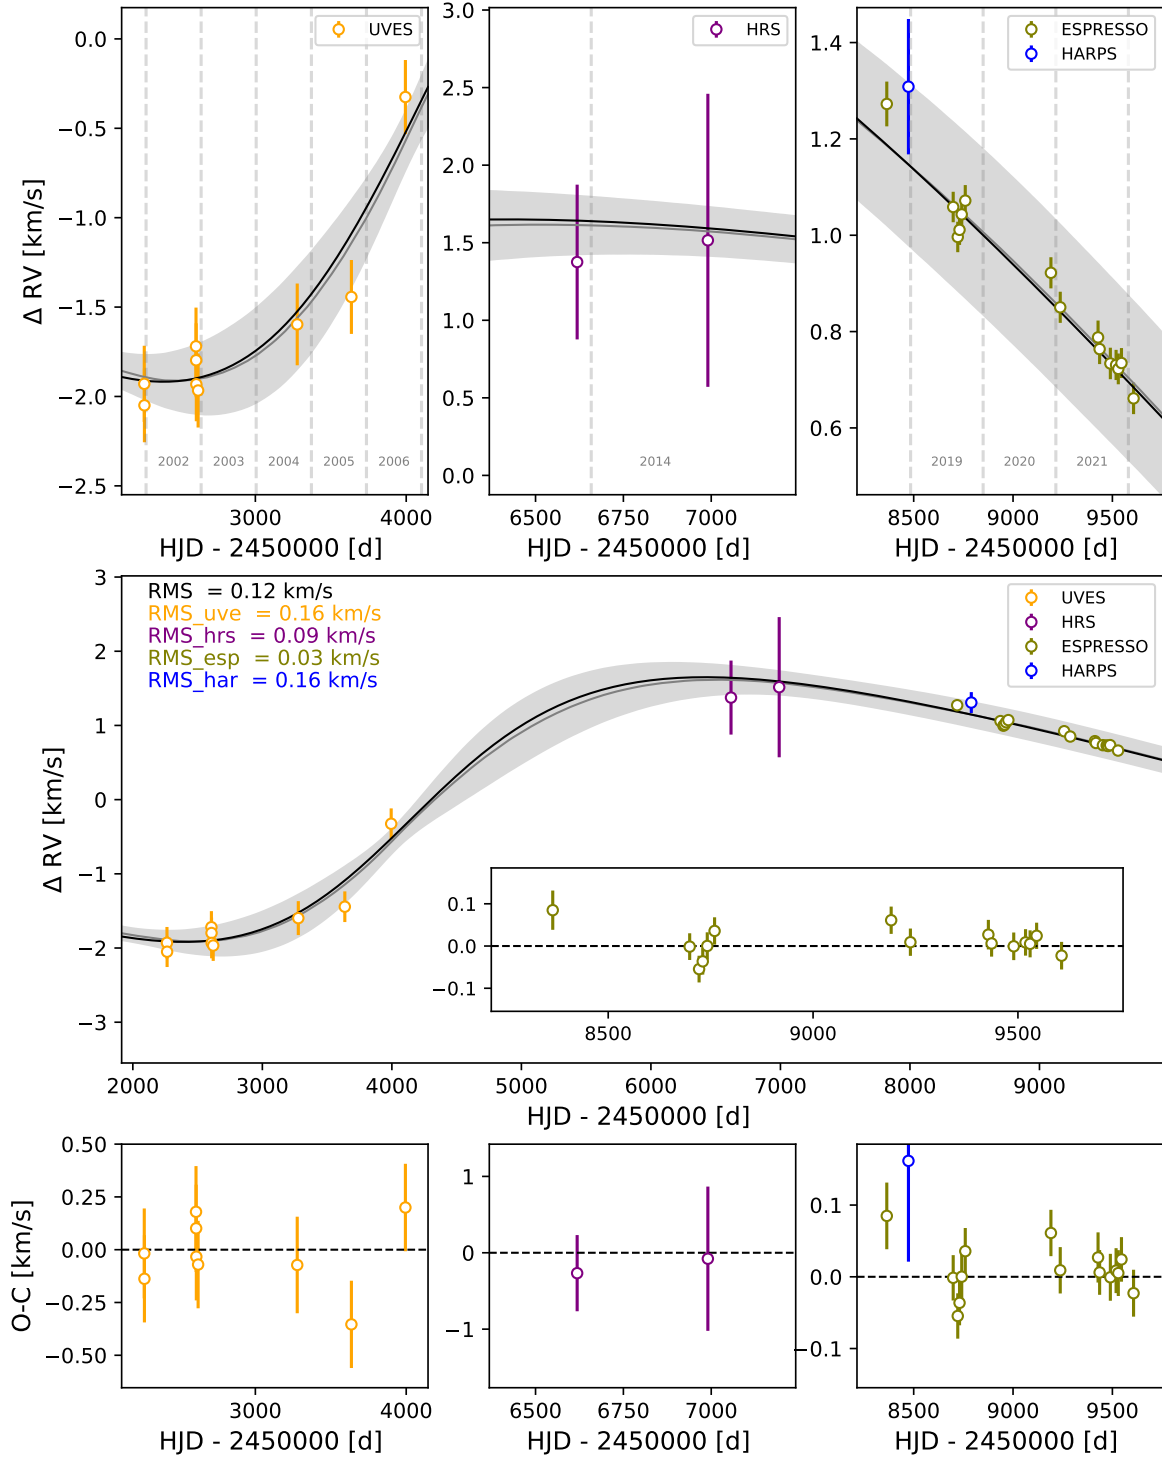 UVES
0.0
−0.5
−1.0
−1.5
−2.0
−2.5
Δ RV [km/s]
2002 2003 2004 2005 2006
3000 4000
HJD - 2450000 [d]
HRS
3.0
2.5
2.0
1.5
1.0
0.5
0.0
2014
6500 6750 7000
HJD - 2450000 [d]
ESPRESSO
HARPS
1.4
1.2
1.0
0.8
0.6
2019 2020 2021
8500 9000 9500
HJD - 2450000 [d]
RMS = 0.12 km/s
RMS_uve = 0.16 km/s
RMS_hrs = 0.09 km/s
RMS_esp = 0.03 km/s
RMS_har = 0.16 km/s
UVES
HRS
ESPRESSO
HARPS
3
2
1
0
−1
−2
−3
Δ RV [km/s]
0.1
0.0
−0.1
8500 9000 9500
2000 3000 4000 5000 6000 7000 8000 9000
HJD - 2450000 [d]
0.50
0.25
0.00
−0.25
−0.50
O-C [km/s]
3000 4000
HJD - 2450000 [d]
1
0
−1
6500 6750 7000
HJD - 2450000 [d]
0.1
0.0
−0.1
8500 9000 9500
HJD - 2450000 [d]